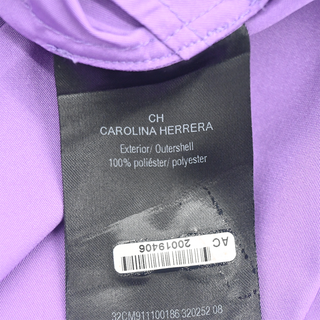 CH
CAROLINA HERRERA
Exterior/ Outershell
100% poliéster/ polyester
AC 20019406
32CM911100186 320252 08